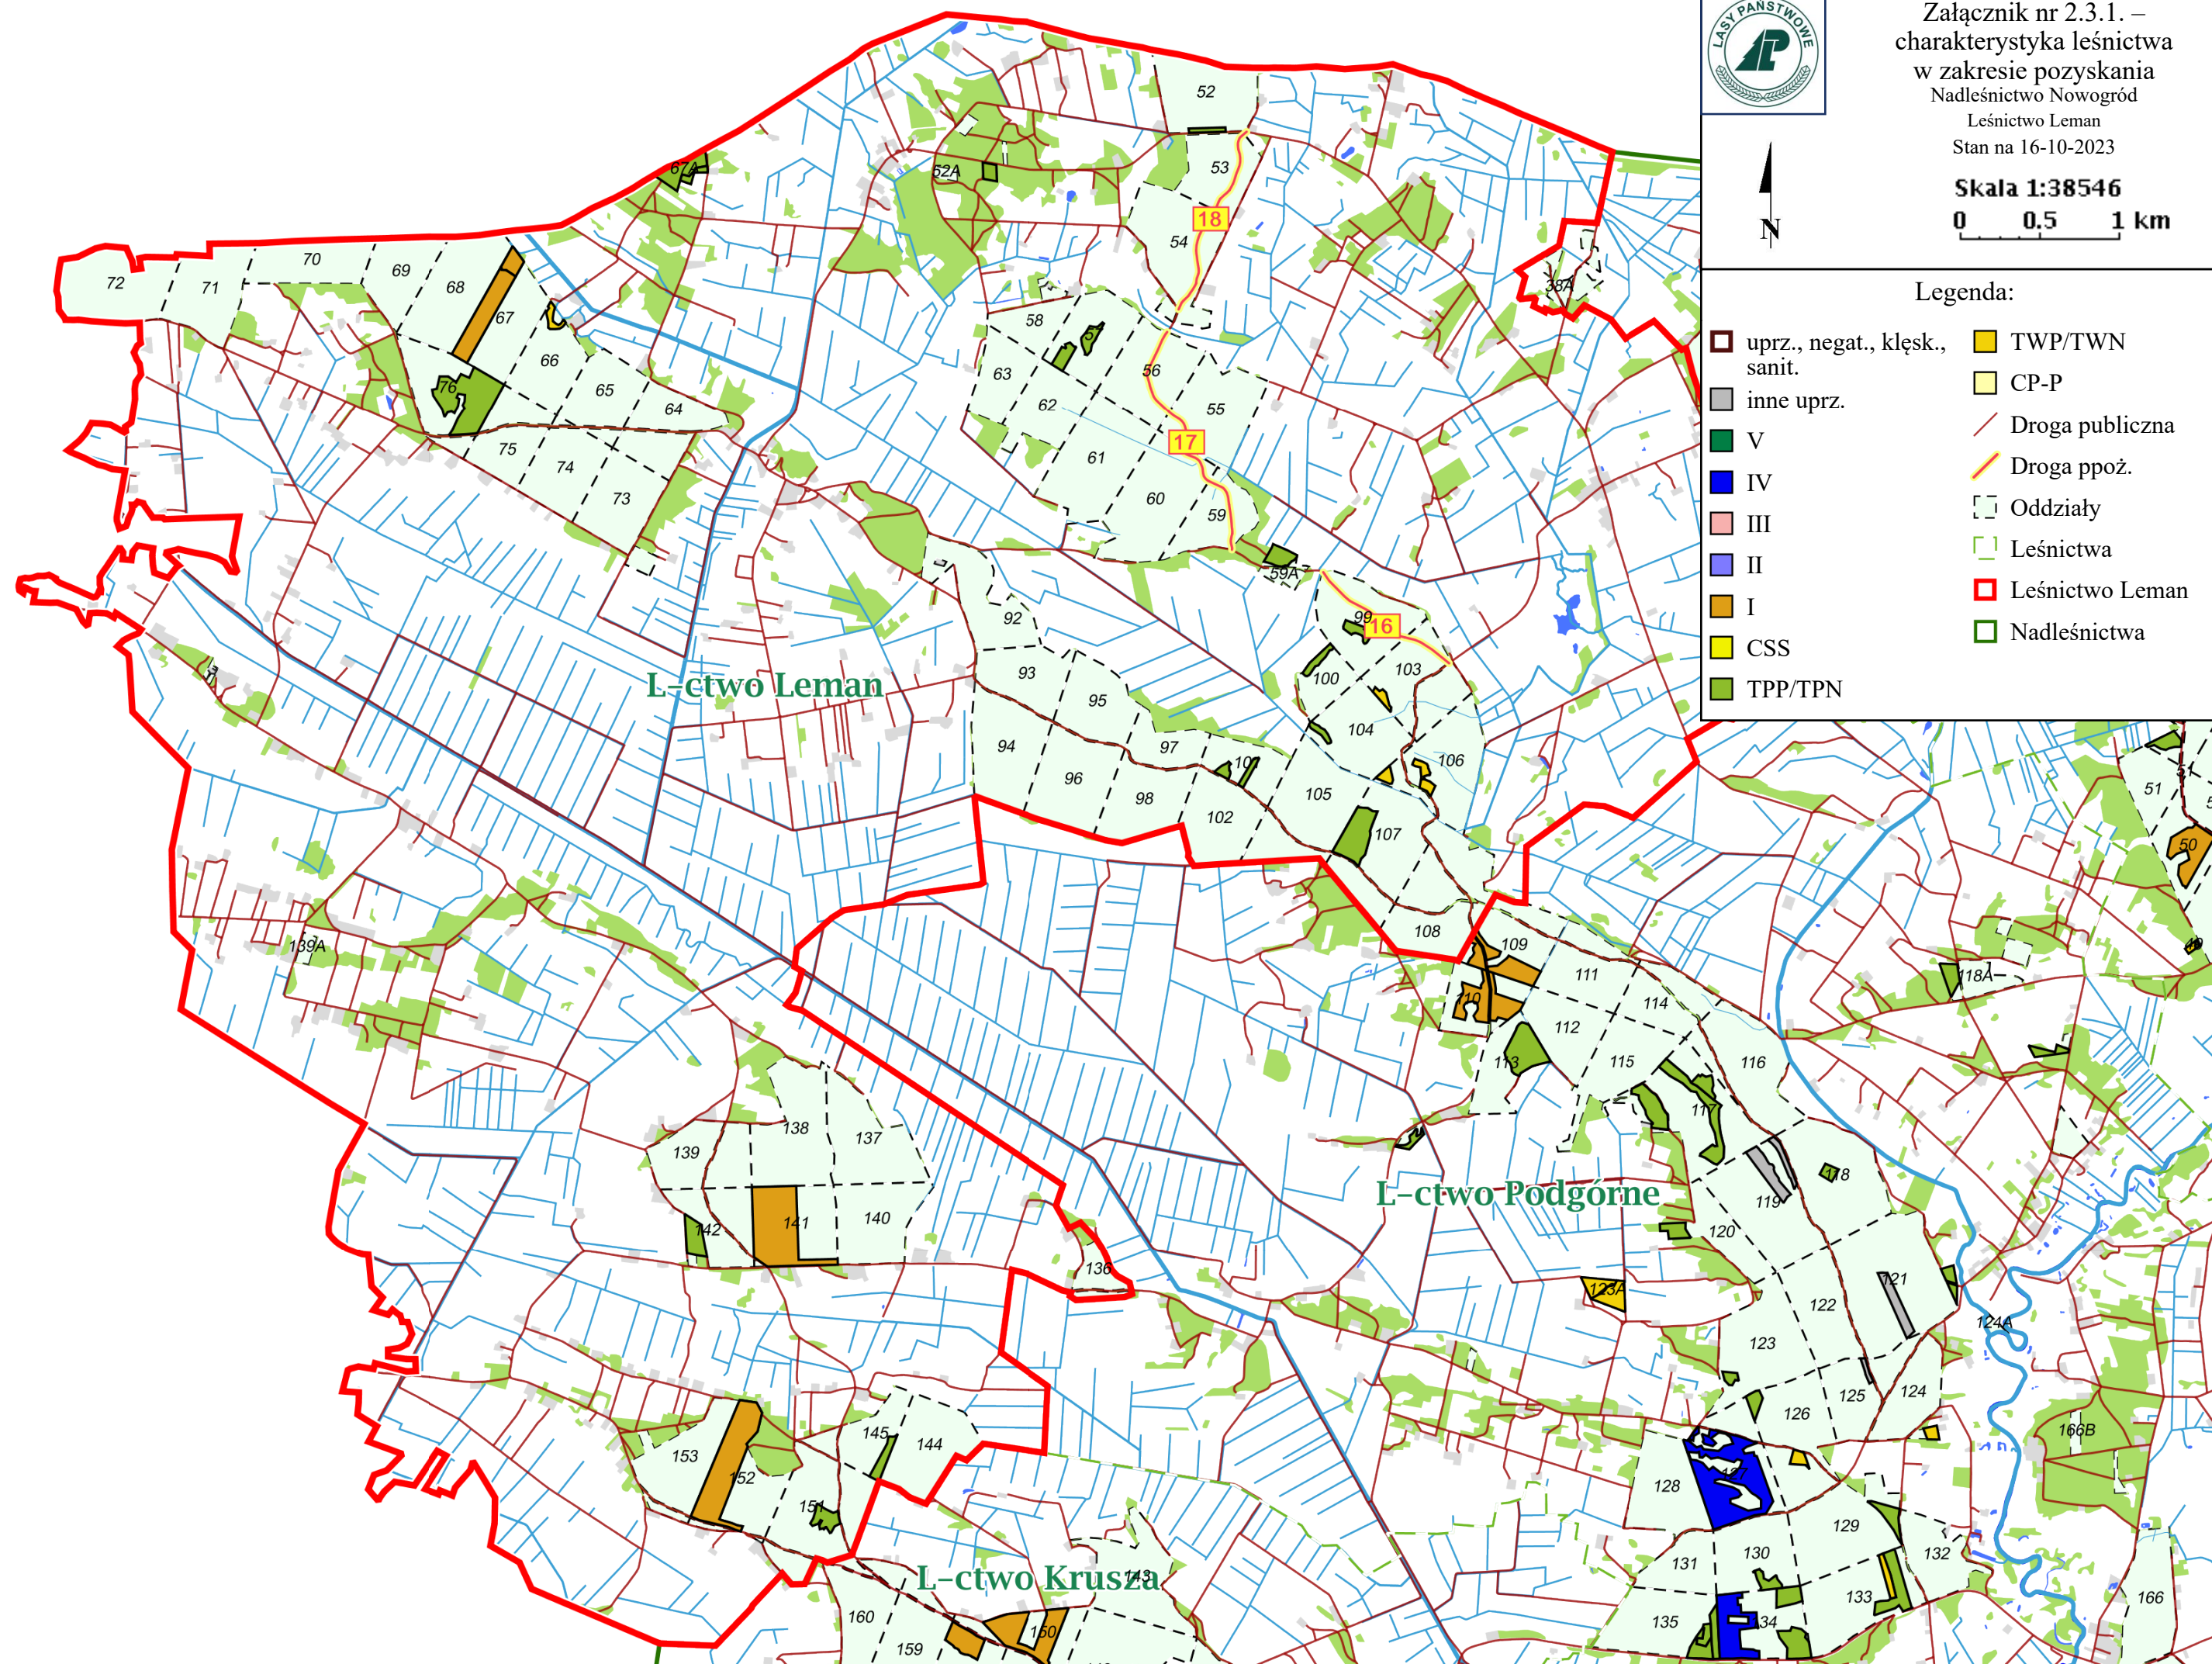 LASY PAŃSTWOWE
Załącznik nr 2.3.1. –
charakterystyka leśnictwa
w zakresie pozyskania
Nadleśnictwo Nowogród
Leśnictwo Leman
Stan na 16-10-2023
Skala 1:38546
0 0.5 1 km
N
Legenda:
uprz., negat., klęsk.,
sanit.
inne uprz.
V
IV
III
II
I
CSS
TPP/TPN
TWP/TWN
CP-P
Droga publiczna
Droga ppoż.
Oddziały
Leśnictwa
Leśnictwo Leman
Nadleśnictwa
52
53
52A
67A
18
54
38A
70
69
72
71
68
67
66
65
64
76
75
74
73
58
57
56
63
62
55
17
61
60
59
59A
92
99
16
93
100
103
L–ctwo Leman
95
104
94
97
101
106
96
98
105
102
107
108
109
139A
110
111
114
112
113
115
116
117
118
118A
119
120
121
122
123
123A
124
124A
125
126
127
128
129
130
131
132
133
134
135
L–ctwo Podgórne
51
50
138
137
139
140
141
142
136
145
144
153
152
151
166B
166
L–ctwo Krusza
143
160
159
150